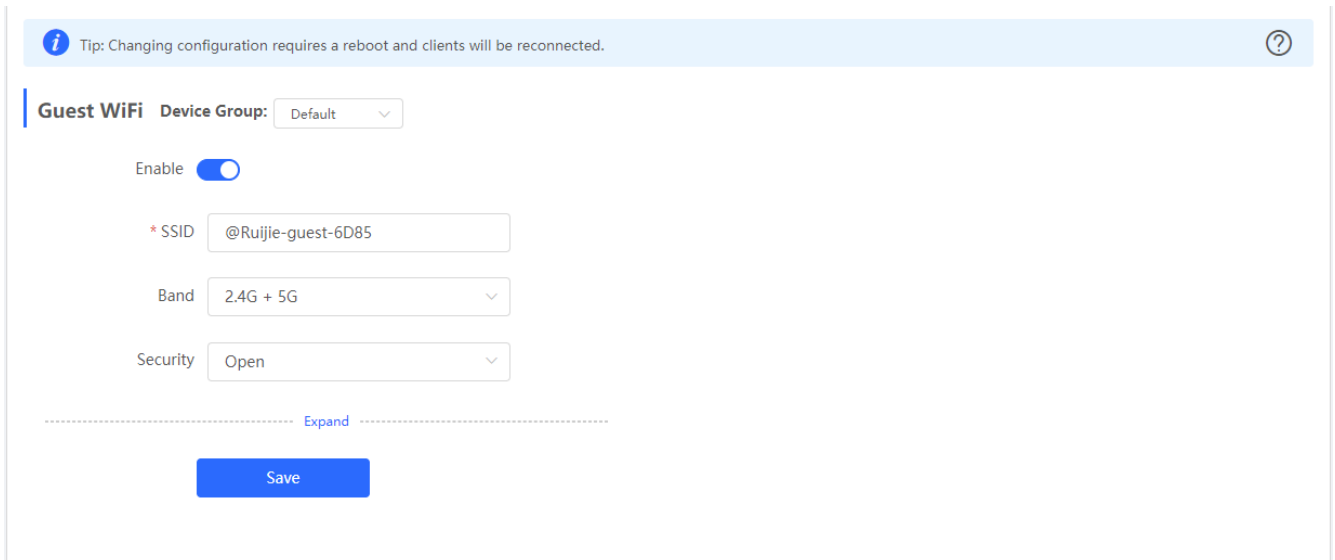 Tip: Changing configuration requires a reboot and clients will be reconnected.
Guest WiFi Device Group: Default
Enable
* SSID @Ruijie-guest-6D85
Band 2.4G + 5G
Security Open
Expand
Save